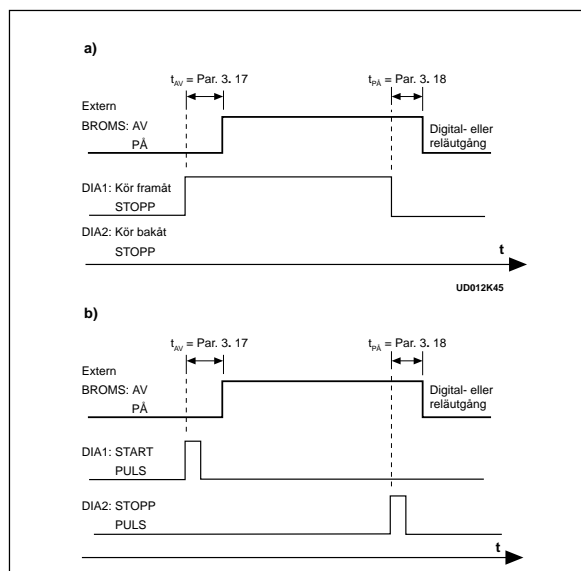 a)
t_AV = Par. 3. 17
t_PÅ = Par. 3. 18
Extern
BROMS: AV
PÅ
Digital- eller
reläutgång
DIA1: Kör framåt
STOPP
DIA2: Kör bakåt
STOPP
t
UD012K45
b)
t_AV = Par. 3. 17
t_PÅ = Par. 3. 18
Extern
BROMS: AV
PÅ
Digital- eller
reläutgång
DIA1: START
PULS
DIA2: STOPP
PULS
t